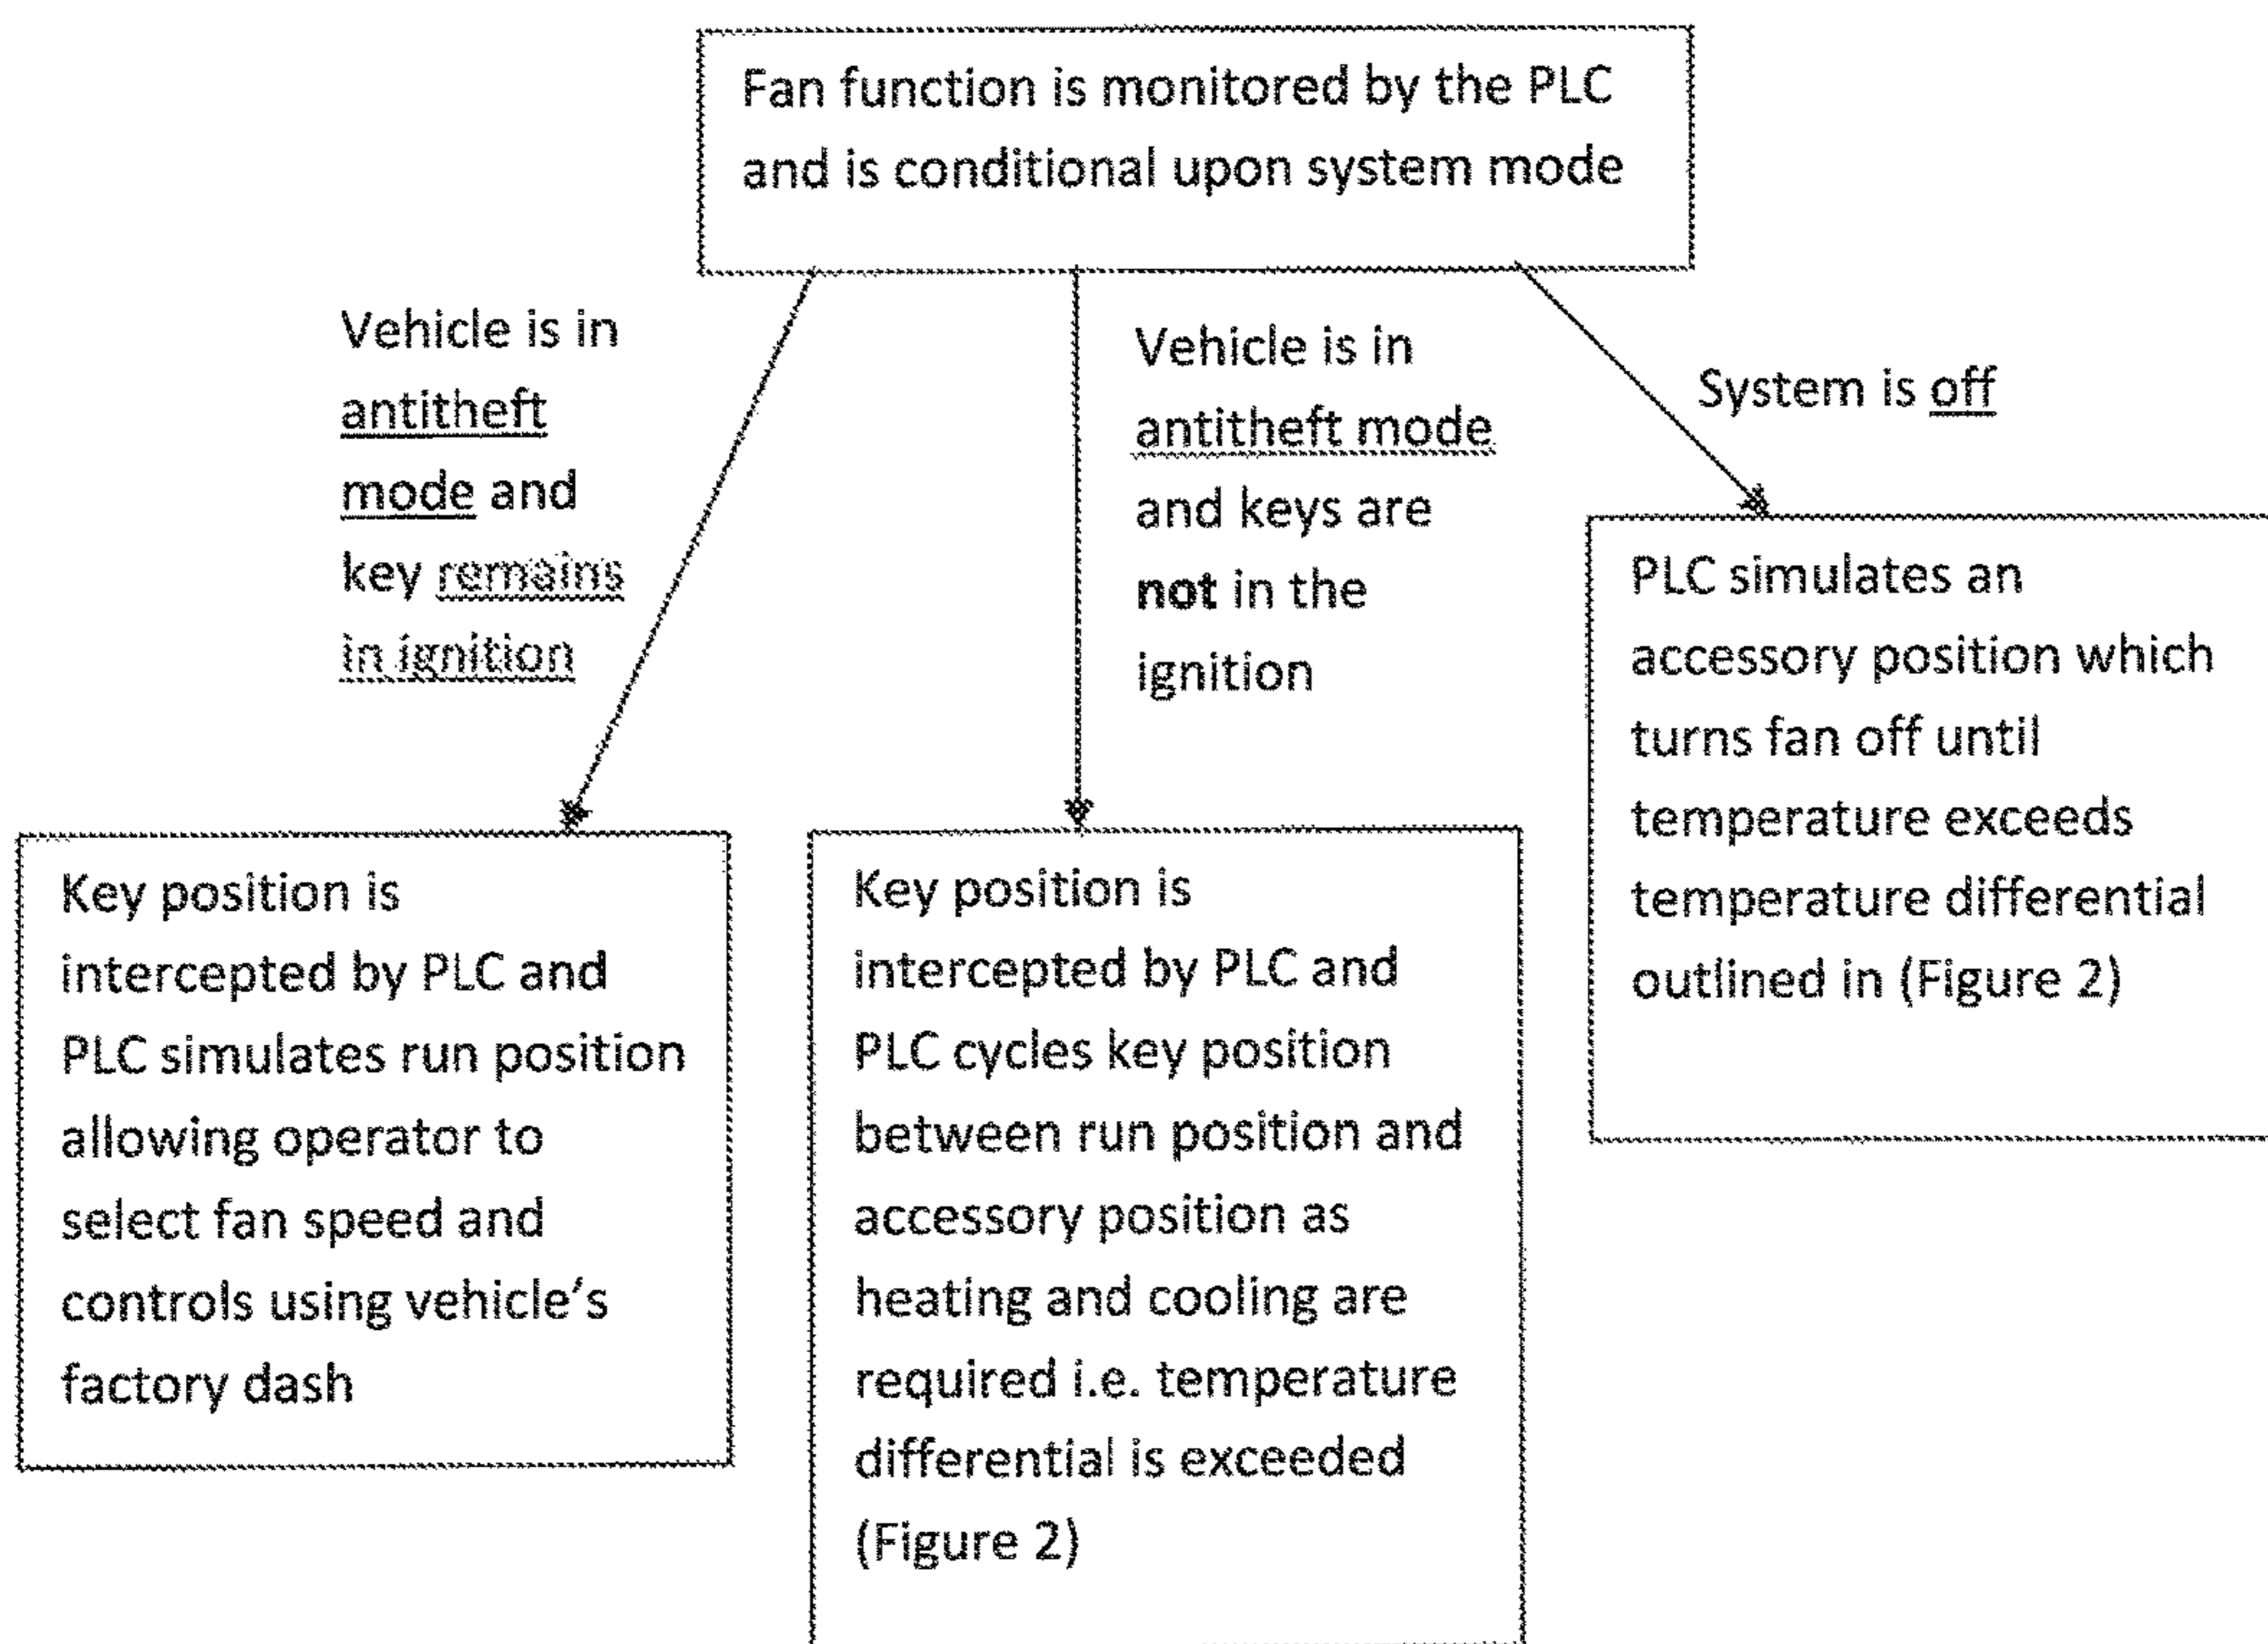 Fan function is monitored by the PLC
and is conditional upon system mode
Vehicle is in
antitheft
mode and
key remains
in ignition
Vehicle is in
antitheft mode
and keys are
not in the
ignition
System is off
Key position is
intercepted by PLC and
PLC simulates run position
allowing operator to
select fan speed and
controls using vehicle's
factory dash
Key position is
intercepted by PLC and
PLC cycles key position
between run position and
accessory position as
heating and cooling are
required i.e. temperature
differential is exceeded
(Figure 2)
PLC simulates an
accessory position which
turns fan off until
temperature exceeds
temperature differential
outlined in (Figure 2)